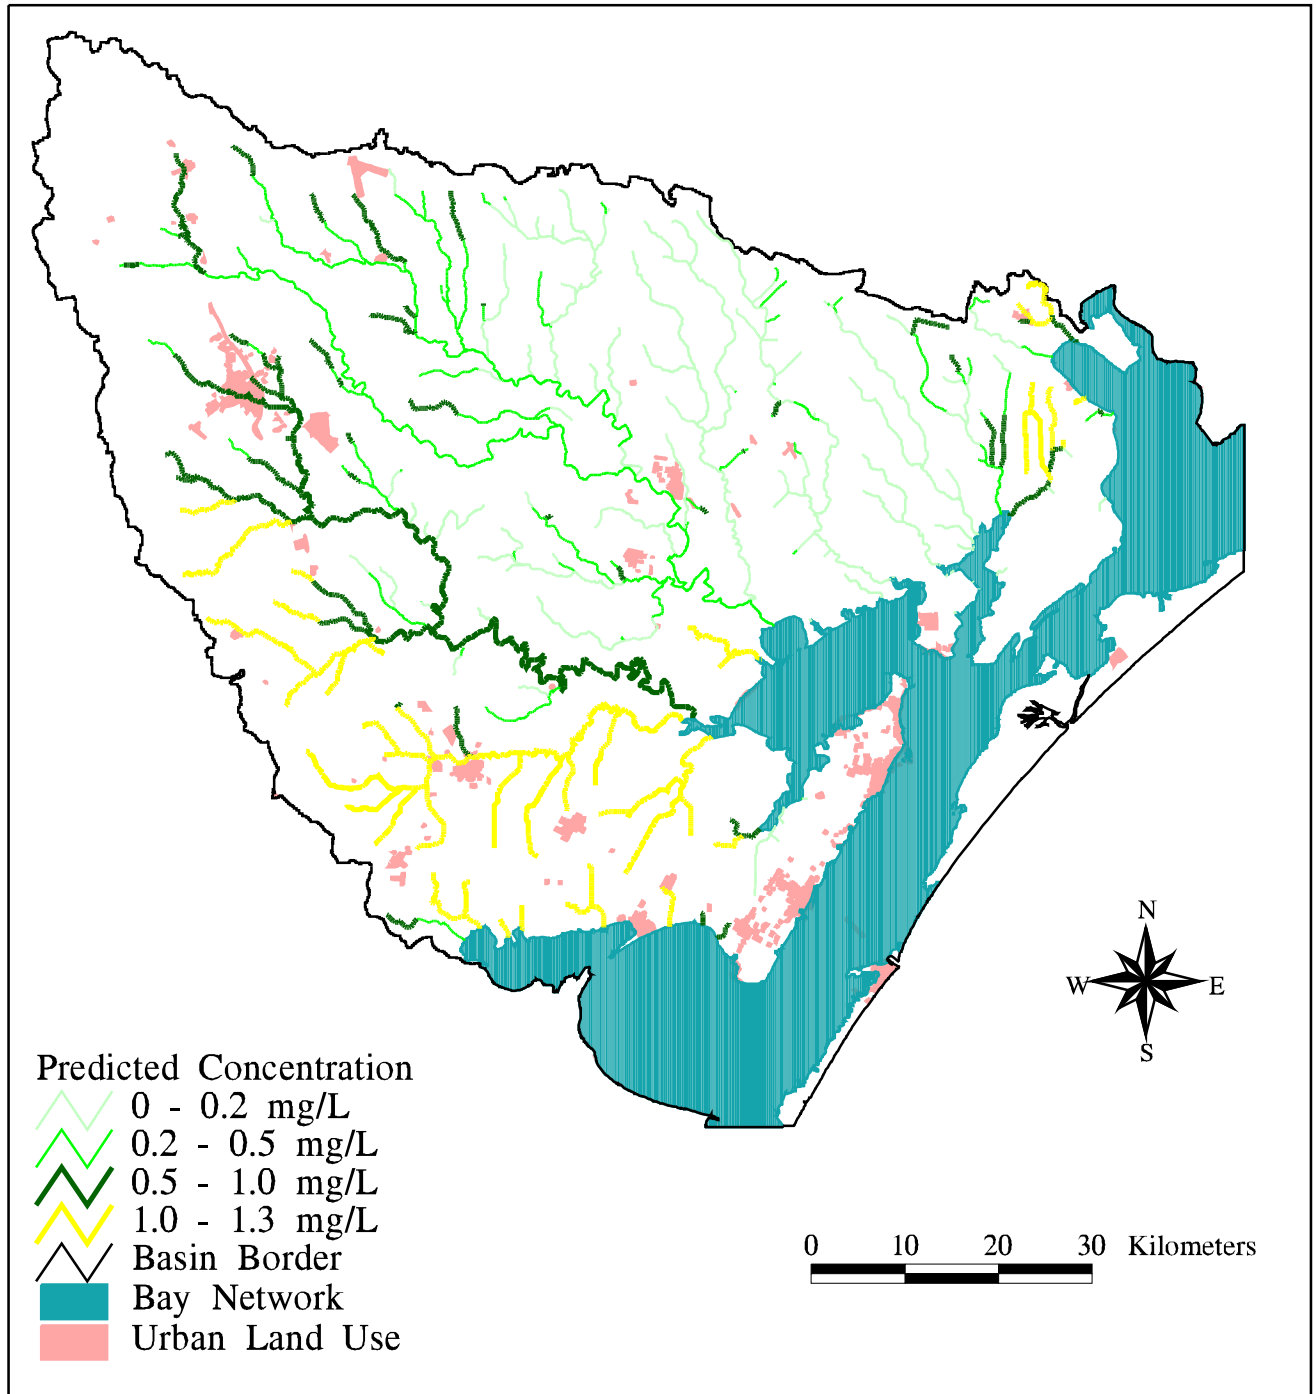 N
W E
S
Predicted Concentration
0 - 0.2 mg/L
0.2 - 0.5 mg/L
0.5 - 1.0 mg/L
1.0 - 1.3 mg/L
Basin Border
Bay Network
Urban Land Use
0 10 20 30 Kilometers